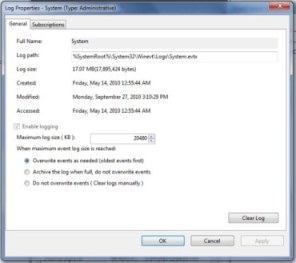 Log Properties - System (Type: Administrative)
General
Subscriptions
Full Name: System
Log path: %SystemRoot%\System32\Winevt\Logs\System.evtx
Log size: 17.07 MB(17,895,424 bytes)
Created: Friday, May 14, 2010 12:55:44 AM
Modified: Monday, September 27, 2010 3:19:29 PM
Accessed: Friday, May 14, 2010 12:55:44 AM
Enable logging
Maximum log size ( KB ): 20480
When maximum event log size is reached:
Overwrite events as needed (oldest events first)
Archive the log when full, do not overwrite events
Do not overwrite events ( Clear logs manually )
Clear Log
OK Cancel Apply